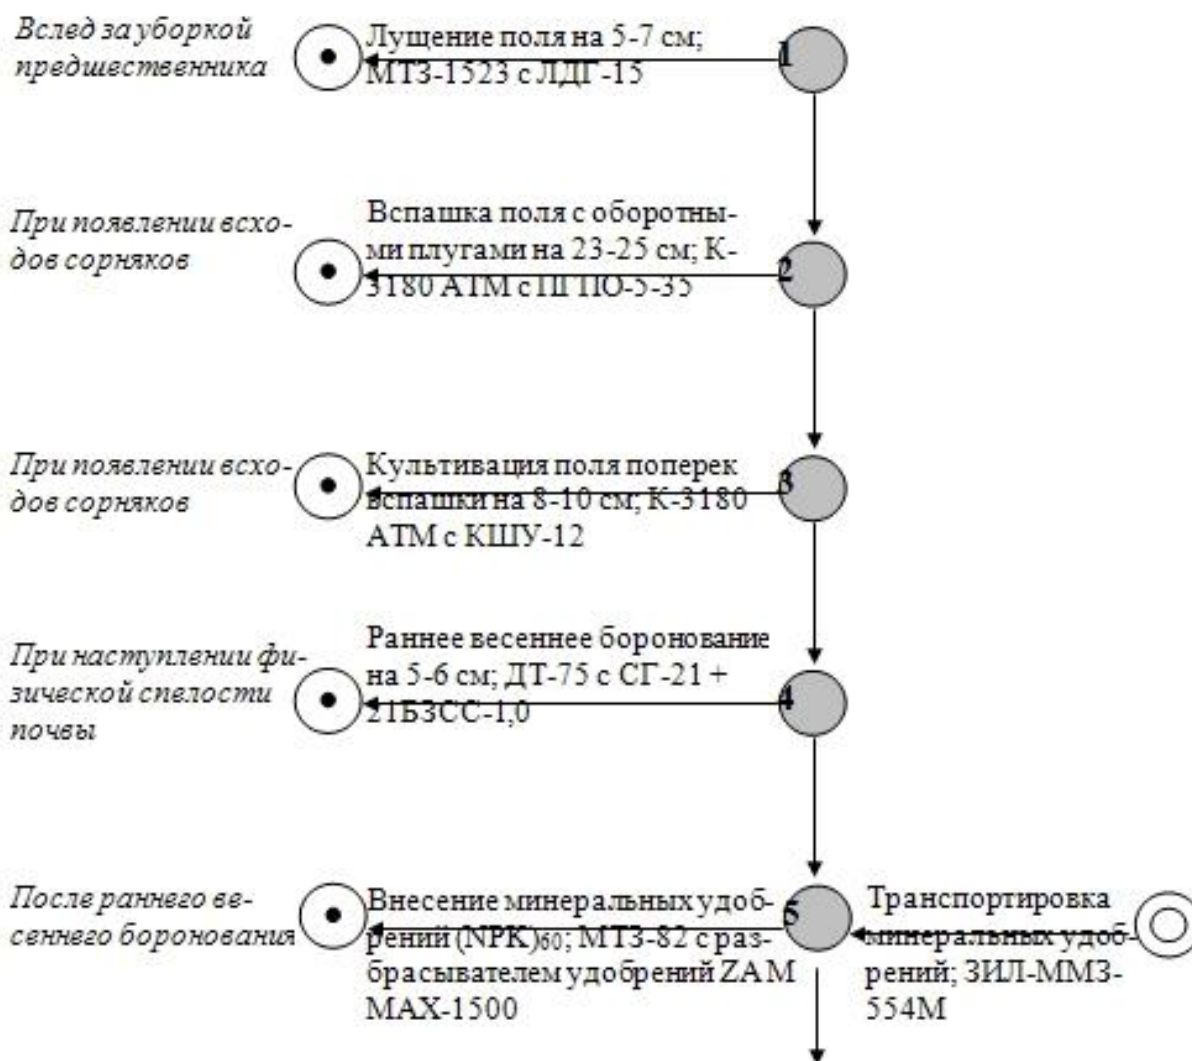 Вслед за уборкой
предшественника
Лущение поля на 5-7 см;
МТЗ-1523 с ЛДГ-15
1
При появлении всхо-
дов сорняков
Вспашка поля с оборотны-
ми плугами на 23-25 см; К-
3180 АТМ с ПГПО-5-35
2
При появлении всхо-
дов сорняков
Культивация поля поперек
вспашки на 8-10 см; К-3180
АТМ с КШУ-12
3
При наступлении фи-
зической спелости
почвы
Раннее весеннее боронование
на 5-6 см; ДТ-75 с СГ-21 +
21БЗСС-1,0
4
После раннего ве-
сеннего боронования
Внесение минеральных удоб-
рений (NPK)60; МТЗ-82 с раз-
брасывателем удобрений ZA M
MAX-1500
5
Транспортировка
минеральных удоб-
рений; ЗИЛ-ММЗ-
554М